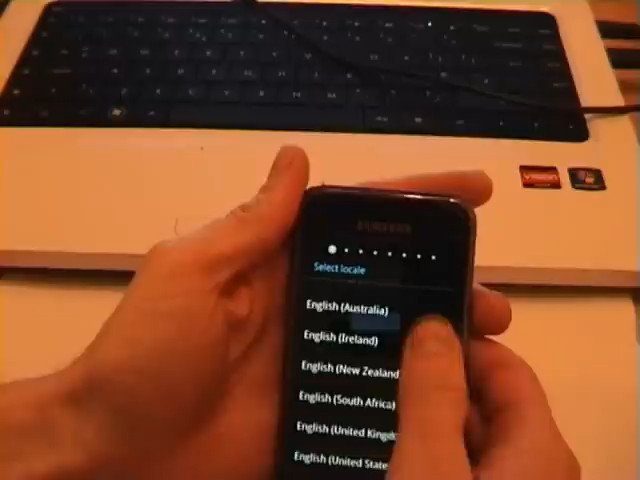 SAMSUNG
Select locale
English (Australia)
English (Ireland)
English (New Zealand
English (South Africa)
English (United Kingd
English (United State
VISION